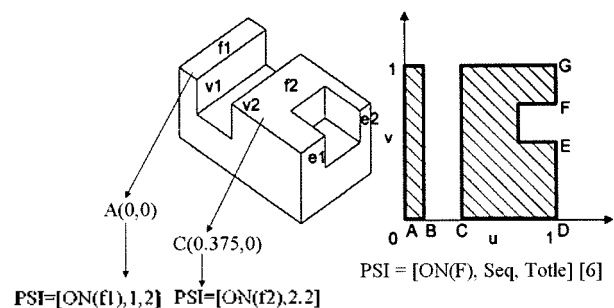 f1
v1
f2
v2
e2
e1
A(0,0)
C(0.375,0)
PSI=[ON(f1),1,2]
PSI=[ON(f2),2.2]
1
v
0
A
B
C
u
1
D
G
F
E
PSI = [ON(F), Seq, Totle] [6]